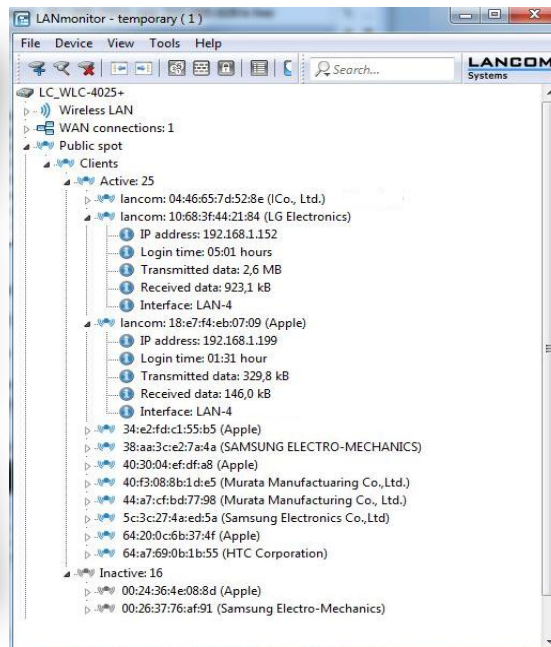 LANmonitor - temporary ( 1 )
File Device View Tools Help
Search...
LANCOM
Systems
LC_WLC-4025+
Wireless LAN
WAN connections: 1
Public spot
Clients
Active: 25
lancom: 04:46:65:7d:52:8e (ICo., Ltd.)
lancom: 10:68:3f:44:21:84 (LG Electronics)
IP address: 192.168.1.152
Login time: 05:01 hours
Transmitted data: 2,6 MB
Received data: 923,1 kB
Interface: LAN-4
lancom: 18:e7:f4:eb:07:09 (Apple)
IP address: 192.168.1.199
Login time: 01:31 hour
Transmitted data: 329,8 kB
Received data: 146,0 kB
Interface: LAN-4
34:e2:fd:c1:55:b5 (Apple)
38:aa:3c:e2:7a:4a (SAMSUNG ELECTRO-MECHANICS)
40:30:04:ef:df:a8 (Apple)
40:f3:08:8b:1d:e5 (Murata Manufactuaring Co.,Ltd.)
44:a7:cf:bd:77:98 (Murata Manufacturing Co., Ltd.)
5c:3c:27:4a:ed:5a (Samsung Electronics Co.,Ltd)
64:20:0c:6b:37:4f (Apple)
64:a7:69:0b:1b:55 (HTC Corporation)
Inactive: 16
00:24:36:4e:08:8d (Apple)
00:26:37:76:af:91 (Samsung Electro-Mechanics)